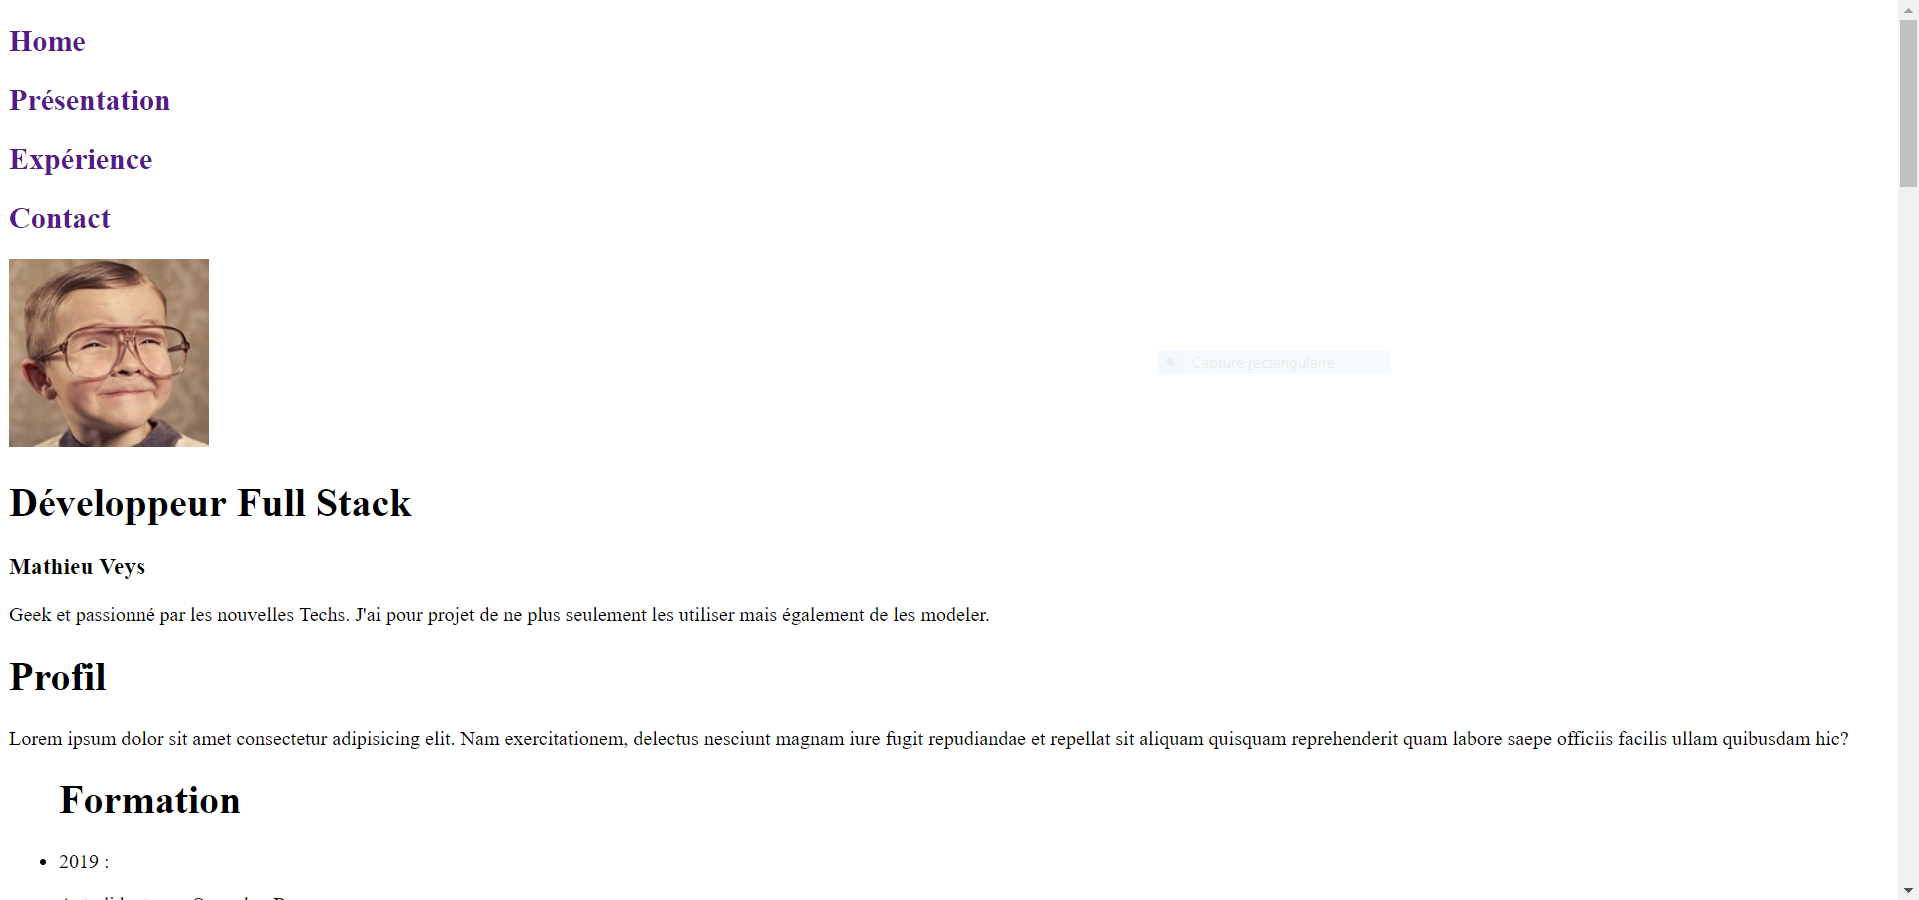 Home
Présentation
Expérience
Contact
Capture rectangulaire
Développeur Full Stack
Mathieu Veys
Geek et passionné par les nouvelles Techs. J'ai pour projet de ne plus seulement les utiliser mais également de les modeler.
Profil
Lorem ipsum dolor sit amet consectetur adipisicing elit. Nam exercitationem, delectus nesciunt magnam iure fugit repudiandae et repellat sit aliquam quisquam reprehenderit quam labore saepe officiis facilis ullam quibusdam hic?
Formation
2019 :